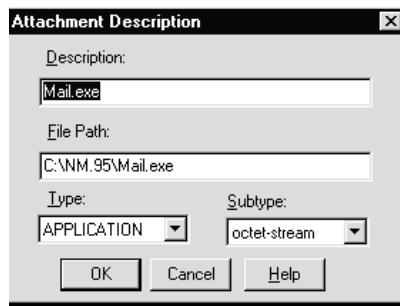 Attachment Description
Description:
Mail.exe
File Path:
C:\NM.95\Mail.exe
Type: Subtype:
APPLICATION octet-stream
OK Cancel Help